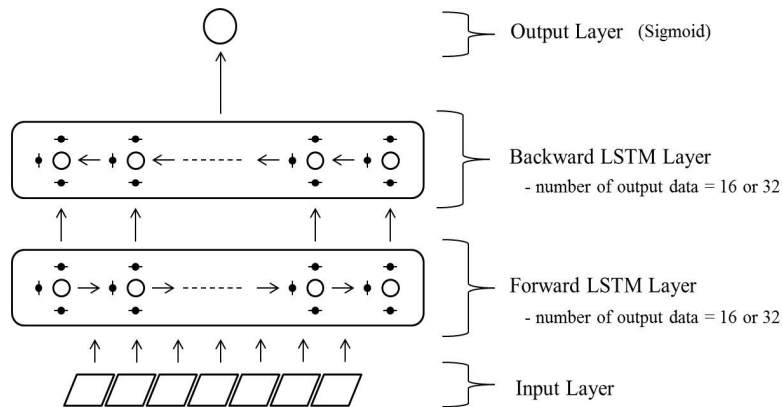 Output Layer (Sigmoid)
Backward LSTM Layer
- number of output data = 16 or 32
Forward LSTM Layer
- number of output data = 16 or 32
Input Layer